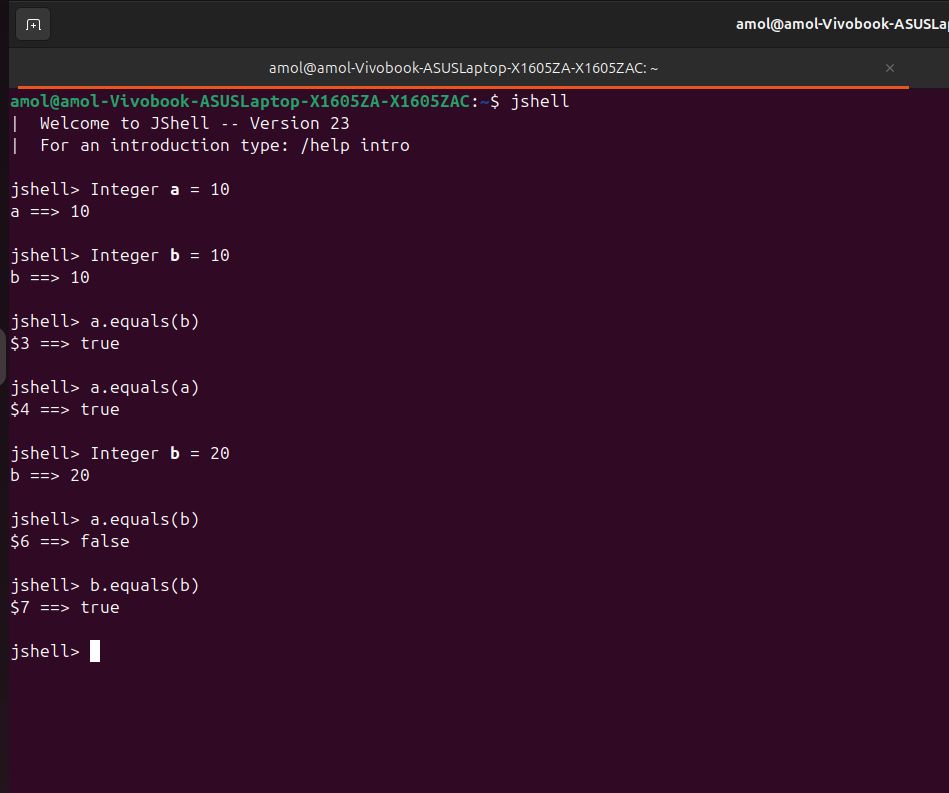 amol@amol-Vivobook-ASUSLa
amol@amol-Vivobook-ASUSLaptop-X1605ZA-X1605ZAC: ~
amol@amol-Vivobook-ASUSLaptop-X1605ZA-X1605ZAC:~$ jshell
|  Welcome to JShell -- Version 23
|  For an introduction type: /help intro
jshell> Integer a = 10
a ==> 10
jshell> Integer b = 10
b ==> 10
jshell> a.equals(b)
$3 ==> true
jshell> a.equals(a)
$4 ==> true
jshell> Integer b = 20
b ==> 20
jshell> a.equals(b)
$6 ==> false
jshell> b.equals(b)
$7 ==> true
jshell>